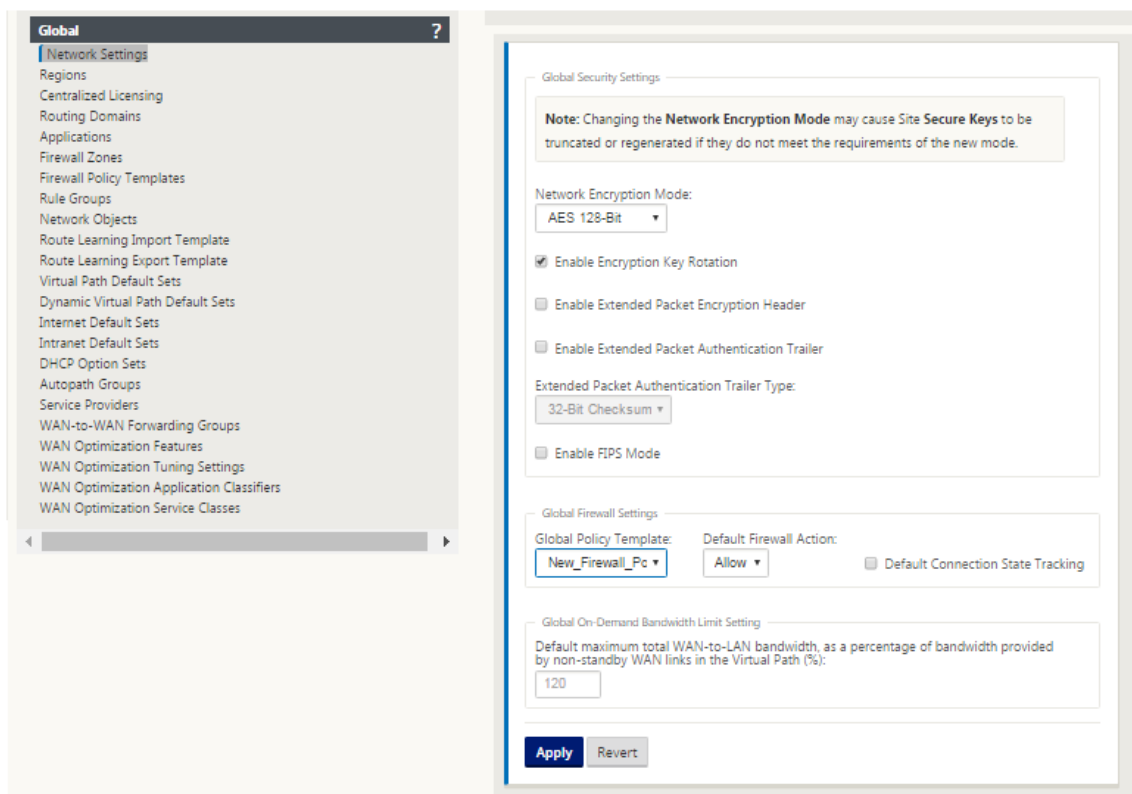 Global ?
Network Settings
Regions
Centralized Licensing
Routing Domains
Applications
Firewall Zones
Firewall Policy Templates
Rule Groups
Network Objects
Route Learning Import Template
Route Learning Export Template
Virtual Path Default Sets
Dynamic Virtual Path Default Sets
Internet Default Sets
Intranet Default Sets
DHCP Option Sets
Autopath Groups
Service Providers
WAN-to-WAN Forwarding Groups
WAN Optimization Features
WAN Optimization Tuning Settings
WAN Optimization Application Classifiers
WAN Optimization Service Classes
Global Security Settings
Note: Changing the Network Encryption Mode may cause Site Secure Keys to be
truncated or regenerated if they do not meet the requirements of the new mode.
Network Encryption Mode:
AES 128-Bit
Enable Encryption Key Rotation
Enable Extended Packet Encryption Header
Enable Extended Packet Authentication Trailer
Extended Packet Authentication Trailer Type:
32-Bit Checksum
Enable FIPS Mode
Global Firewall Settings
Global Policy Template: Default Firewall Action:
New_Firewall_Pc Allow Default Connection State Tracking
Global On-Demand Bandwidth Limit Setting
Default maximum total WAN-to-LAN bandwidth, as a percentage of bandwidth provided
by non-standby WAN links in the Virtual Path (%):
120
Apply Revert